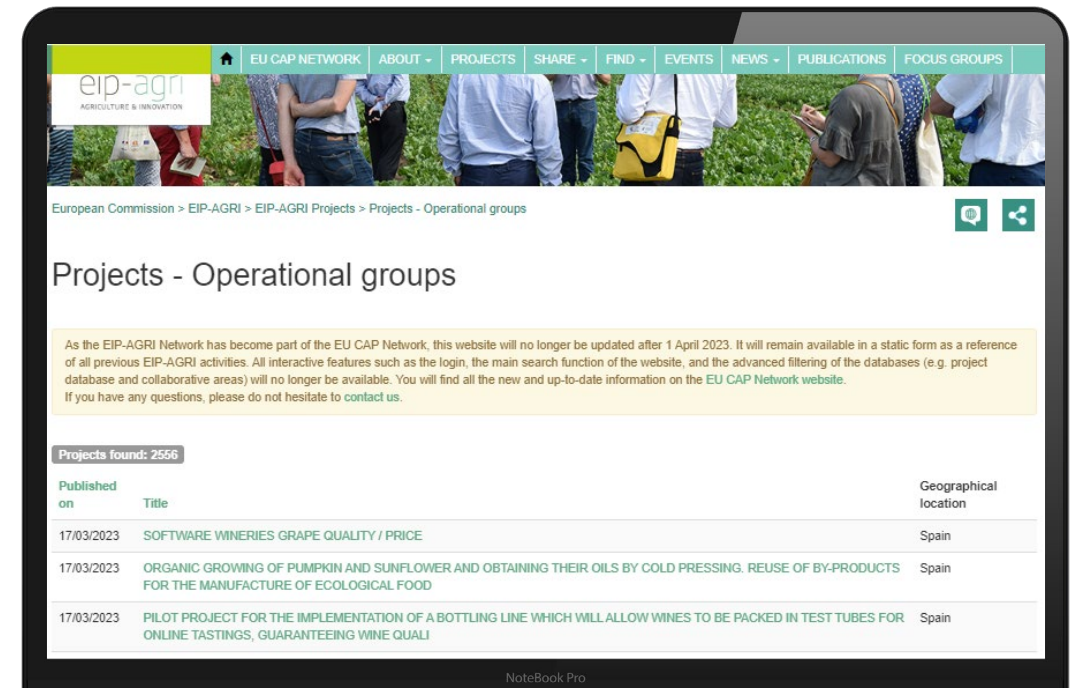 EU CAP NETWORK ABOUT PROJECTS SHARE FIND EVENTS NEWS PUBLICATIONS FOCUS GROUPS
eip-agri
AGRICULTURE & INNOVATION
European Commission > EIP-AGRI > EIP-AGRI Projects > Projects - Operational groups
Projects - Operational groups
As the EIP-AGRI Network has become part of the EU CAP Network, this website will no longer be updated after 1 April 2023. It will remain available in a static form as a reference
of all previous EIP-AGRI activities. All interactive features such as the login, the main search function of the website, and the advanced filtering of the databases (e.g. project
database and collaborative areas) will no longer be available. You will find all the new and up-to-date information on the EU CAP Network website.
If you have any questions, please do not hesitate to contact us.
Projects found: 2556
Published
on
Title
Geographical
location
17/03/2023 SOFTWARE WINERIES GRAPE QUALITY / PRICE Spain
17/03/2023 ORGANIC GROWING OF PUMPKIN AND SUNFLOWER AND OBTAINING THEIR OILS BY COLD PRESSING. REUSE OF BY-PRODUCTS Spain
FOR THE MANUFACTURE OF ECOLOGICAL FOOD
17/03/2023 PILOT PROJECT FOR THE IMPLEMENTATION OF A BOTTLING LINE WHICH WILL ALLOW WINES TO BE PACKED IN TEST TUBES FOR Spain
ONLINE TASTINGS, GUARANTEEING WINE QUALI
NoteBook Pro